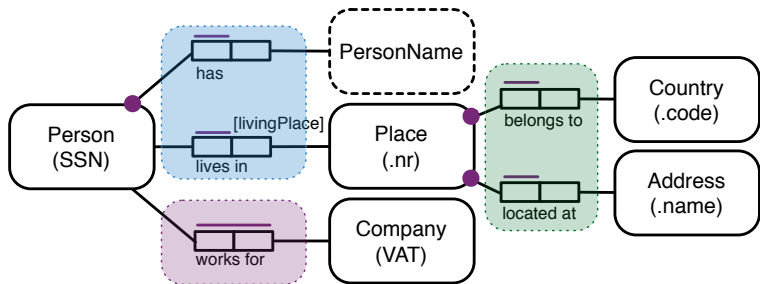 has
PersonName
Person
(SSN)
[livingPlace]
lives in
Place
(.nr)
belongs to
Country
(.code)
located at
Address
(.name)
works for
Company
(VAT)